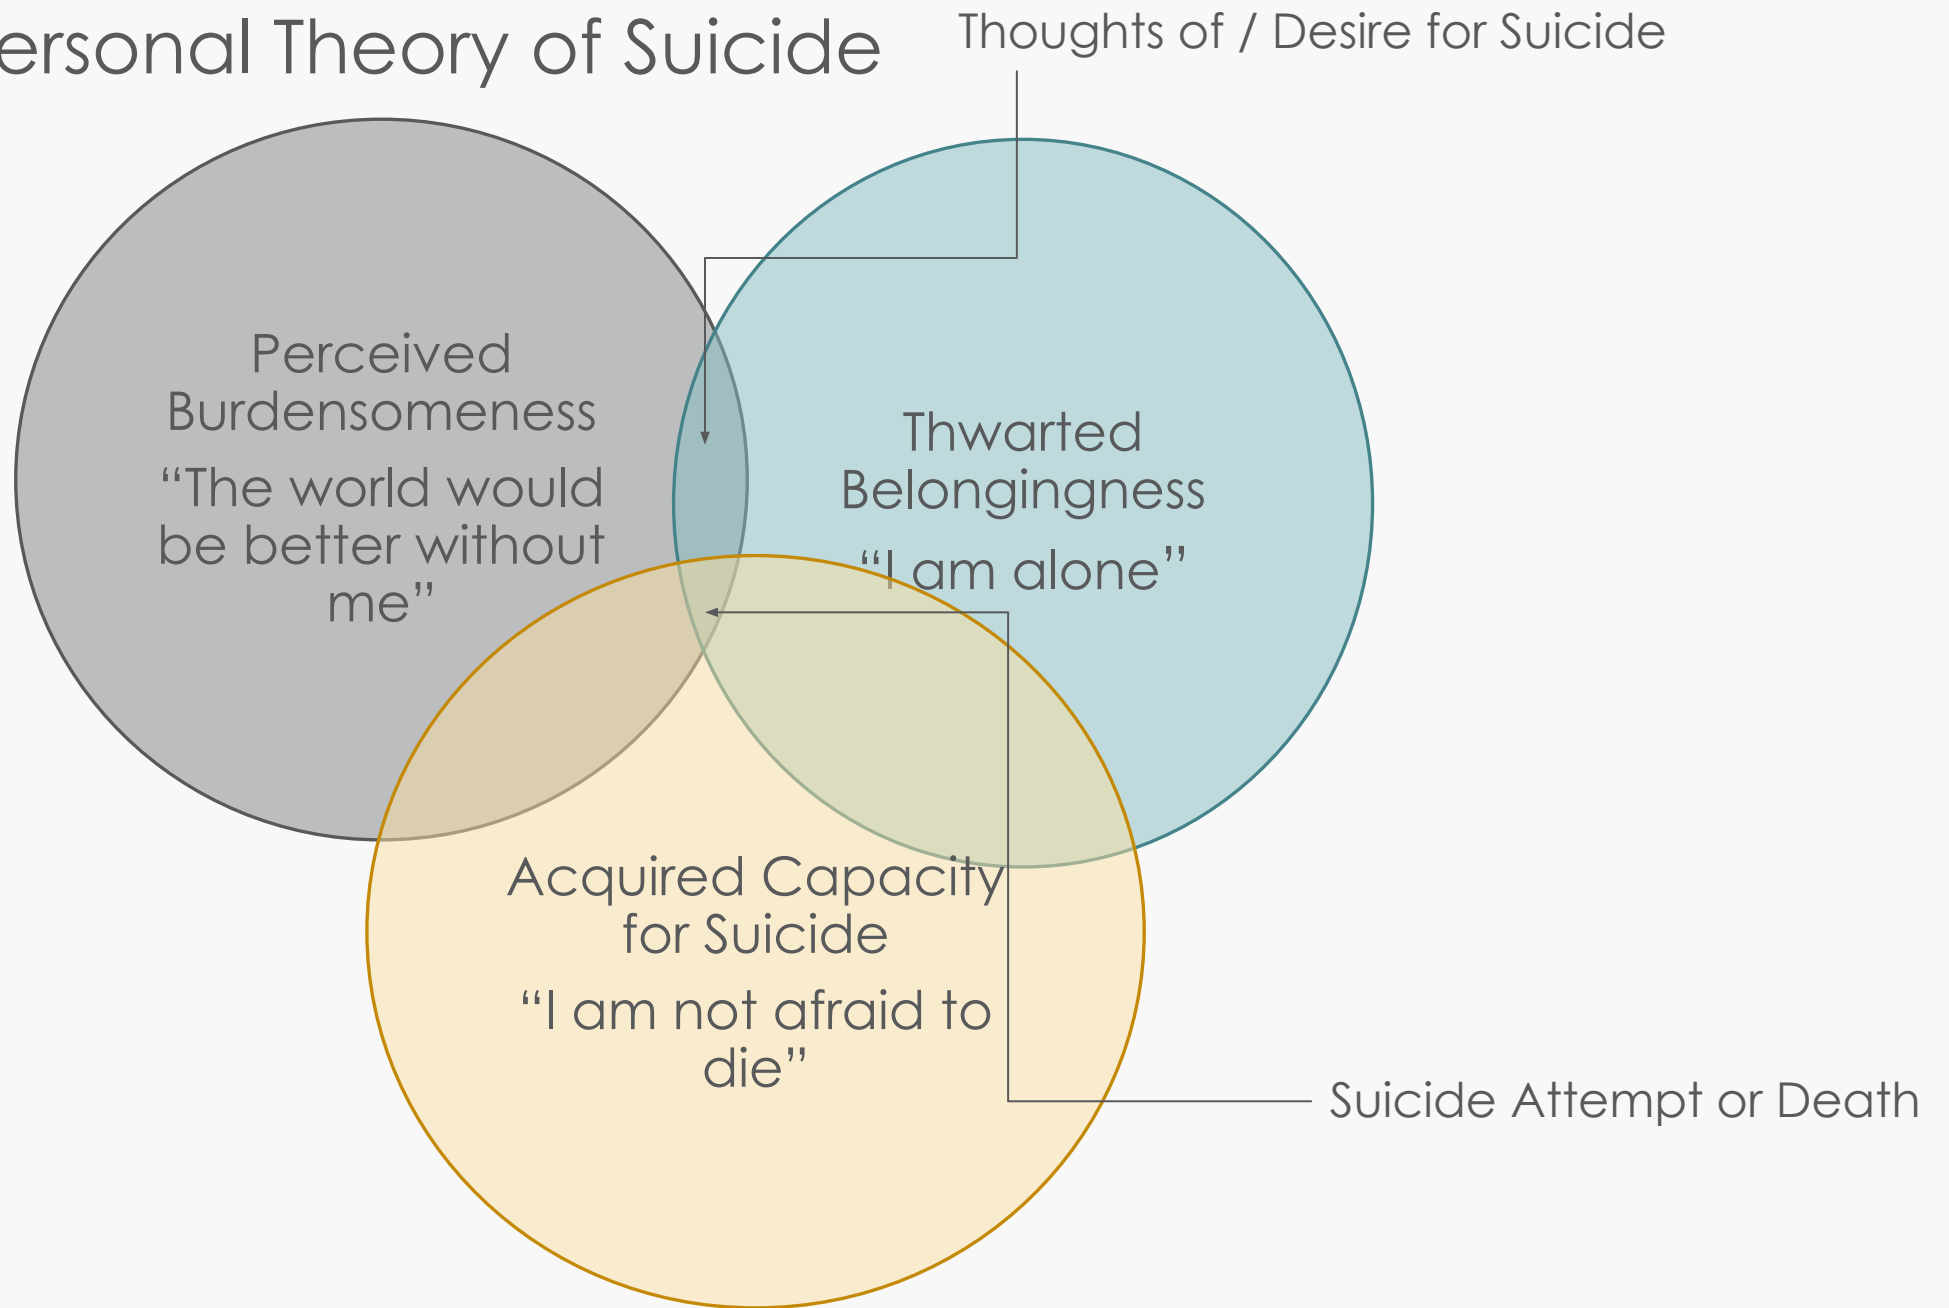 ersonal Theory of Suicide
Thoughts of / Desire for Suicide
Perceived
Burdensomeness
“The world would
be better without
me”
Thwarted
Belongingness
“I am alone”
Acquired Capacity
for Suicide
“I am not afraid to
die”
Suicide Attempt or Death